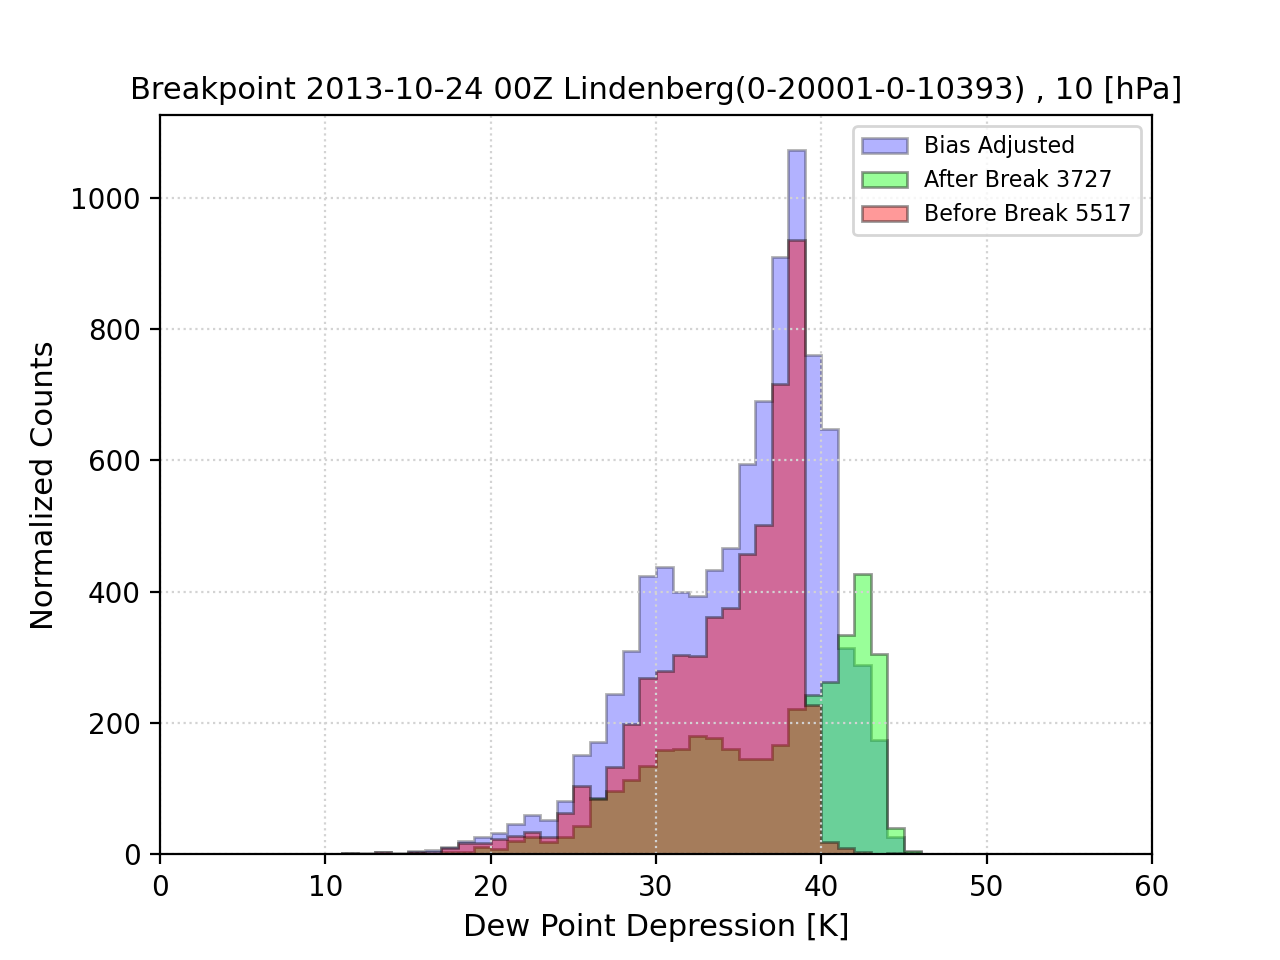 Breakpoint 2013-10-24 00Z Lindenberg(0-20001-0-10393) , 10 [hPa]
Bias Adjusted
After Break 3727
Before Break 5517
1000
800
600
400
200
0
Normalized Counts
0 10 20 30 40 50 60
Dew Point Depression [K]